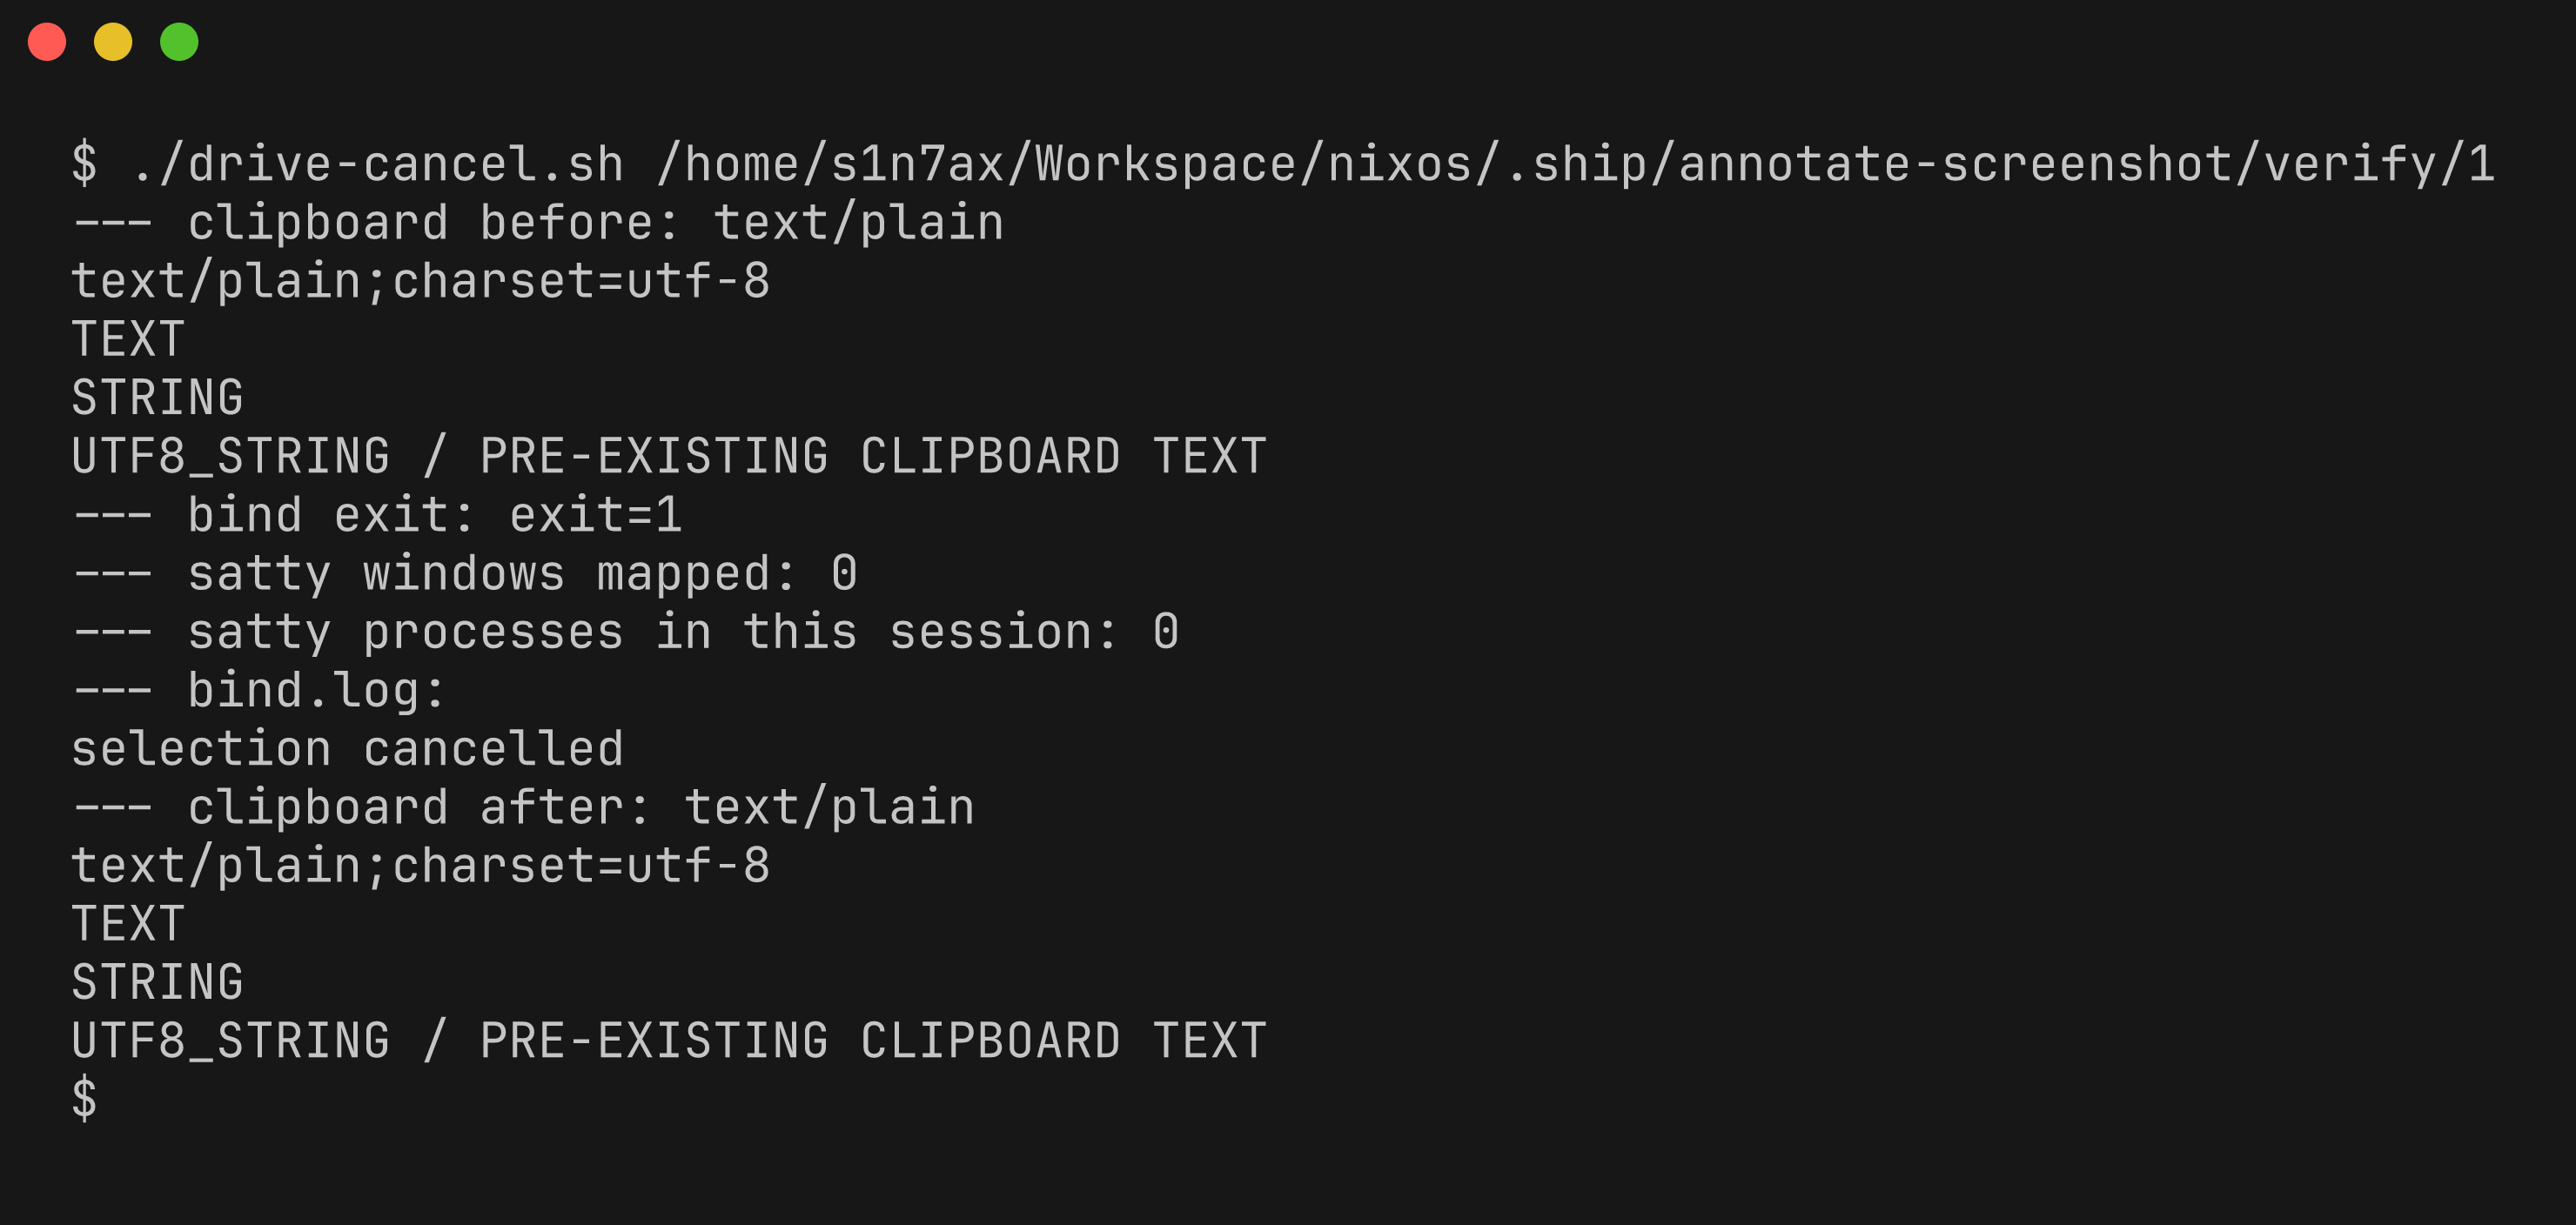 $ ./drive-cancel.sh /home/s1n7ax/Workspace/nixos/.ship/annotate-screenshot/verify/1
--- clipboard before: text/plain
text/plain;charset=utf-8
TEXT
STRING
UTF8_STRING / PRE-EXISTING CLIPBOARD TEXT
--- bind exit: exit=1
--- satty windows mapped: 0
--- satty processes in this session: 0
--- bind.log:
selection cancelled
--- clipboard after: text/plain
text/plain;charset=utf-8
TEXT
STRING
UTF8_STRING / PRE-EXISTING CLIPBOARD TEXT
$